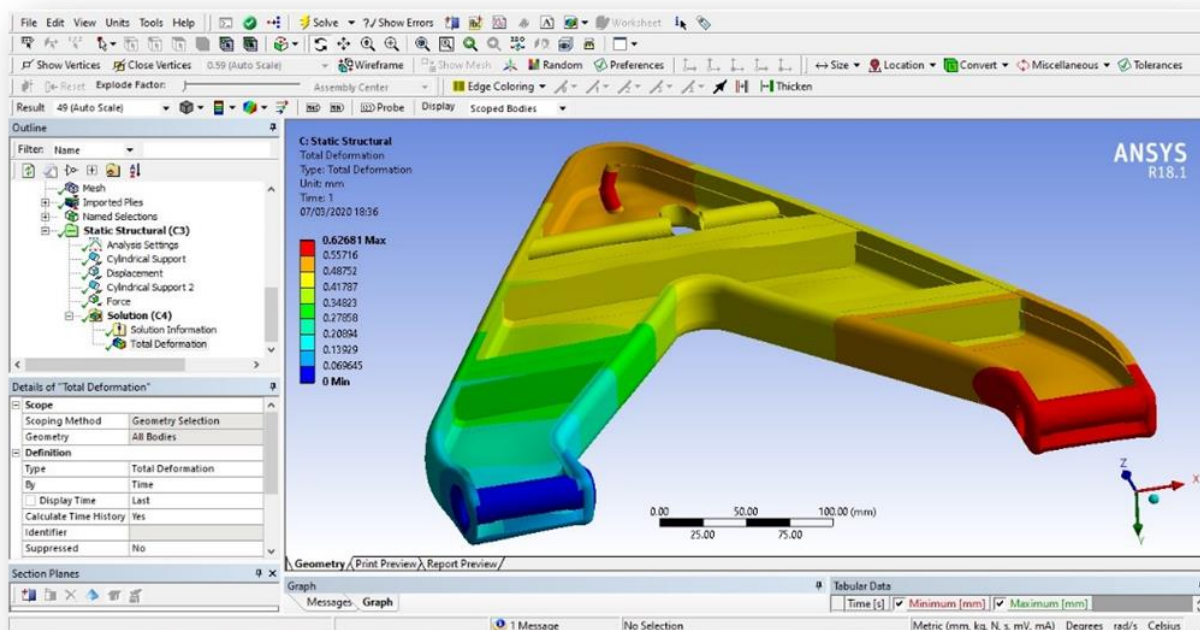 File Edit View Units Tools Help Solve ?/ Show Errors Worksheet
Show Vertices Close Vertices 0.59 (Auto Scale) Wireframe Show Mesh Random Preferences Size Location Convert Miscellaneous Tolerances
Reset Explode Factor: Assembly Center Edge Coloring Thicken
Result 49 (Auto Scale) Probe Display Scoped Bodies
Outline
Filter: Name
Mesh
Imported Plies
Named Selections
Static Structural (C3)
Analysis Settings
Cylindrical Support
Displacement
Cylindrical Support 2
Force
Solution (C4)
Solution Information
Total Deformation
Details of "Total Deformation"
Scope
Scoping Method Geometry Selection
Geometry All Bodies
Definition
Type Total Deformation
By Time
Display Time Last
Calculate Time History Yes
Identifier
Suppressed No
Section Planes
C: Static Structural
Total Deformation
Type: Total Deformation
Unit: mm
Time: 1
07/03/2020 18:36
0.62681 Max
0.55716
0.48752
0.41787
0.34823
0.27858
0.20894
0.13929
0.069645
0 Min
ANSYS
R18.1
0.00 50.00 100.00 (mm)
25.00 75.00
Z
X
Y
Geometry Print Preview Report Preview
Graph
Messages Graph
Tabular Data
Time [s] Minimum [mm] Maximum [mm]
1 Message No Selection Metric (mm, kg, N, s, mV, mA) Degrees rad/s Celsius